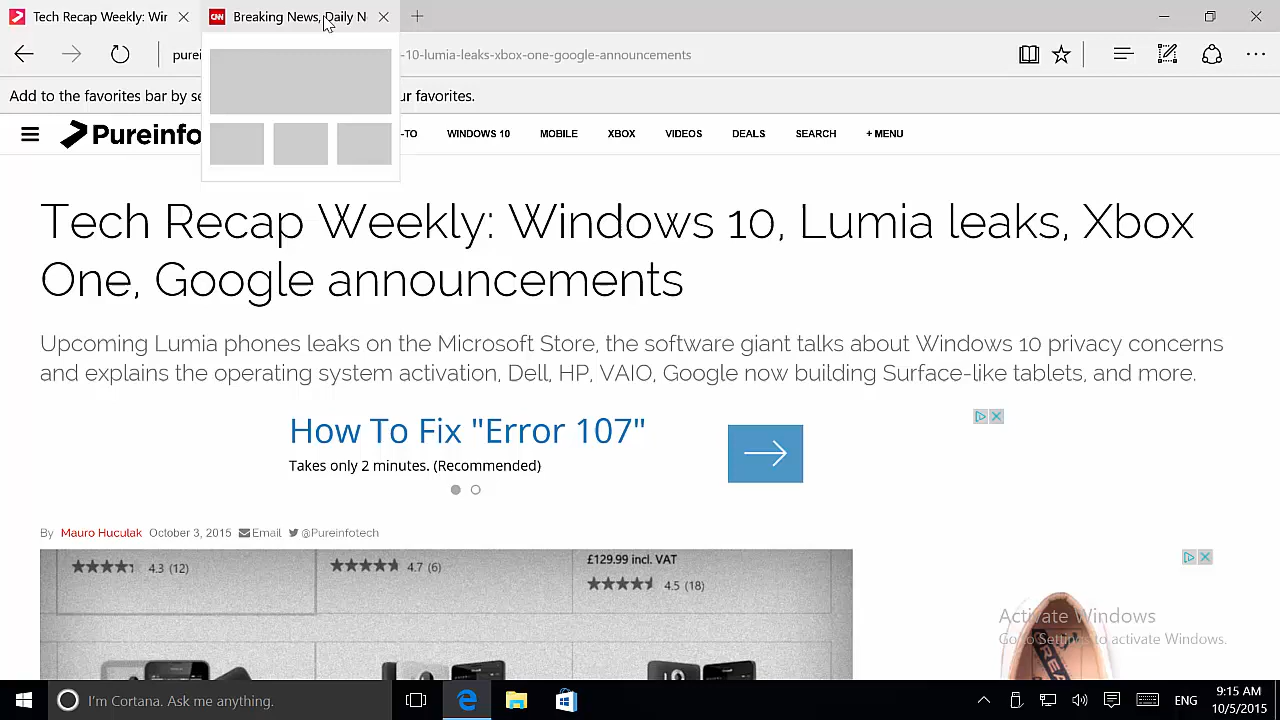 Tech Recap Weekly: Wir
CNN Breaking News, Daily N
purei
-10-lumia-leaks-xbox-one-google-announcements
Add to the favorites bar by se
ur favorites.
Pureinfo
-TO WINDOWS 10 MOBILE XBOX VIDEOS DEALS SEARCH + MENU
Tech Recap Weekly: Windows 10, Lumia leaks, Xbox
One, Google announcements
Upcoming Lumia phones leaks on the Microsoft Store, the software giant talks about Windows 10 privacy concerns
and explains the operating system activation, Dell, HP, VAIO, Google now building Surface-like tablets, and more.
How To Fix "Error 107"
Takes only 2 minutes. (Recommended)
By Mauro Huculak October 3, 2015 Email @Pureinfotech
£129.99 incl. VAT
4.3 (12)
4.7 (6)
4.5 (18)
Activate Windows
Go to Settings to activate Windows.
I'm Cortana. Ask me anything.
ENG
9:15 AM
10/5/2015